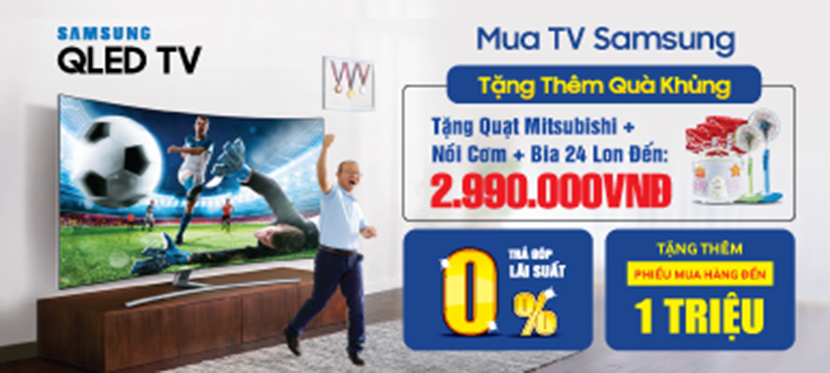 SAMSUNG
QLED TV
Mua TV Samsung
Tặng Thêm Quà Khủng
Tặng Quạt Mitsubishi +
Nồi Cơm + Bia 24 Lon Đến:
2.990.000VNĐ
0%
TRẢ GÓP
LÃI SUẤT
TẶNG THÊM
PHIẾU MUA HÀNG ĐẾN
1 TRIỆU